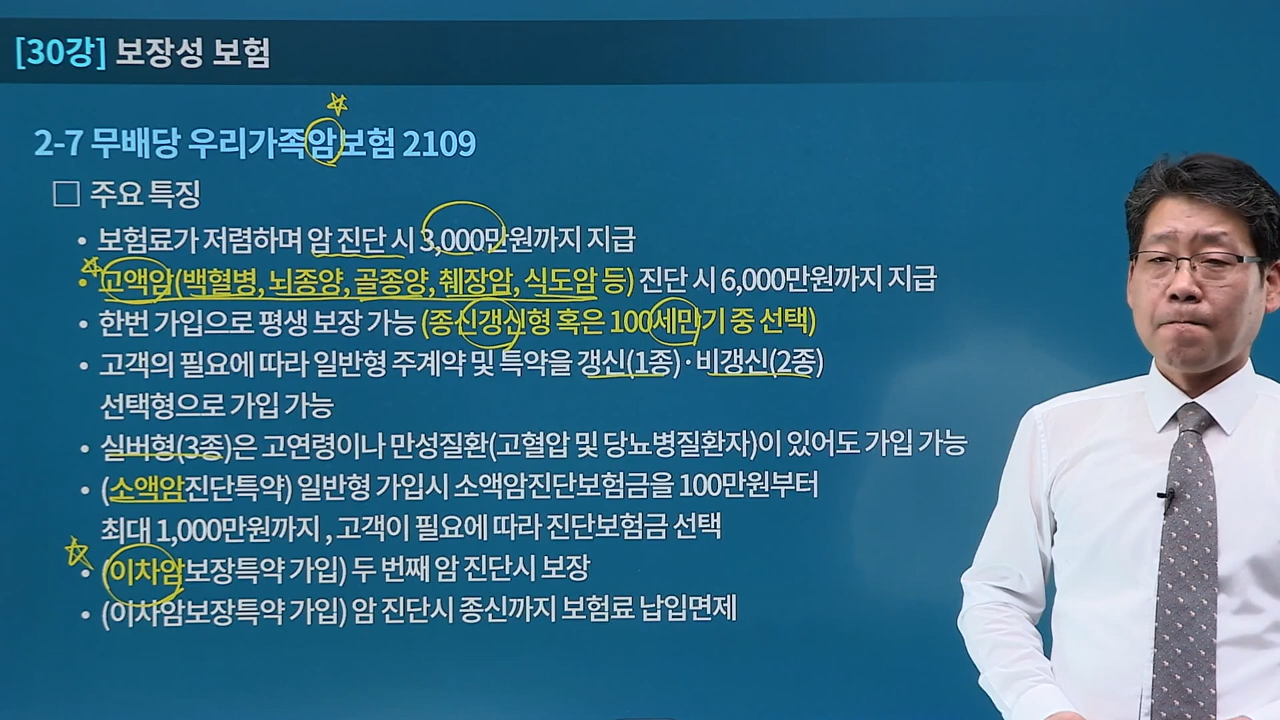 [30강] 보장성 보험
2-7 무배당 우리가족암보험 2109
□ 주요 특징
• 보험료가 저렴하며 암 진단 시 3,000만원까지 지급
• 고액암(백혈병, 뇌종양, 골종양, 췌장암, 식도암 등) 진단 시 6,000만원까지 지급
• 한번 가입으로 평생 보장 가능 (종신갱신형 혹은 100세만기 중 선택)
• 고객의 필요에 따라 일반형 주계약 및 특약을 갱신(1종)·비갱신(2종)
선택형으로 가입 가능
• 실버형(3종)은 고연령이나 만성질환(고혈압 및 당뇨병질환자)이 있어도 가입 가능
• (소액암진단특약) 일반형 가입시 소액암진단보험금을 100만원부터
최대 1,000만원까지 , 고객이 필요에 따라 진단보험금 선택
• (이차암보장특약 가입) 두 번째 암 진단시 보장
• (이차암보장특약 가입) 암 진단시 종신까지 보험료 납입면제